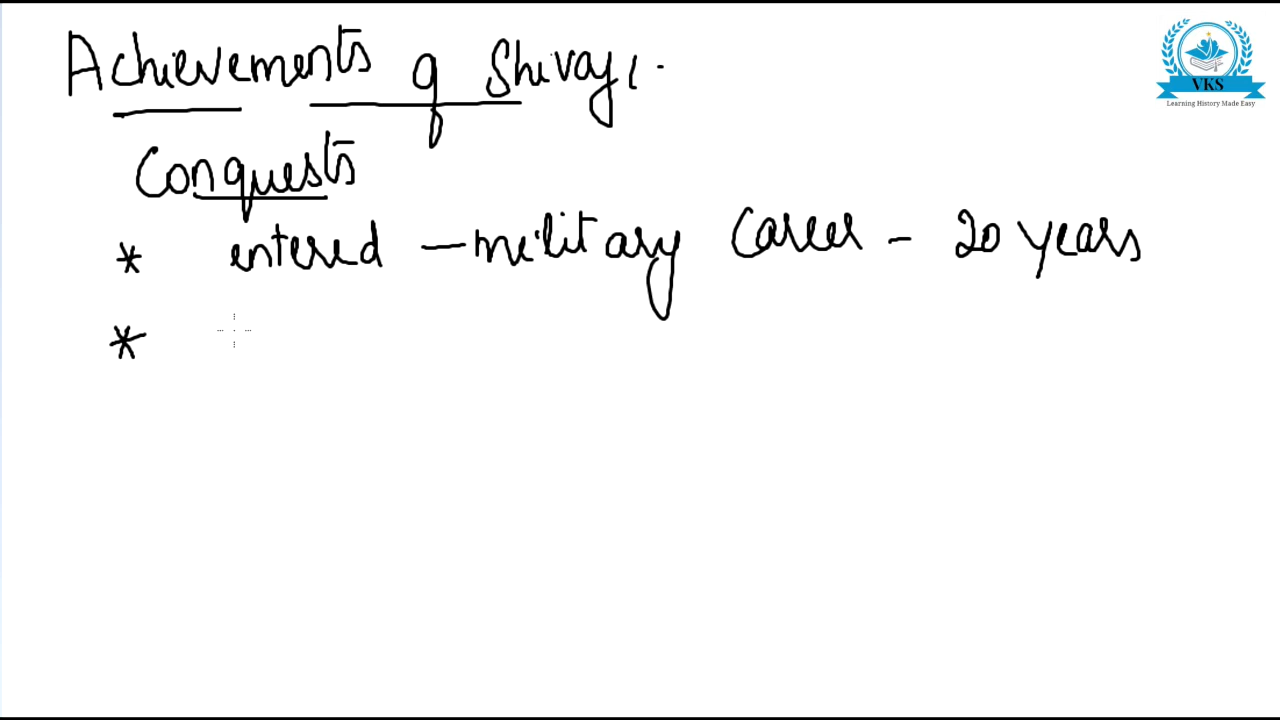 Achievements of Shivaji.
VKS
Learning History Made Easy
Conquests
* entered - military career - 20 years
*